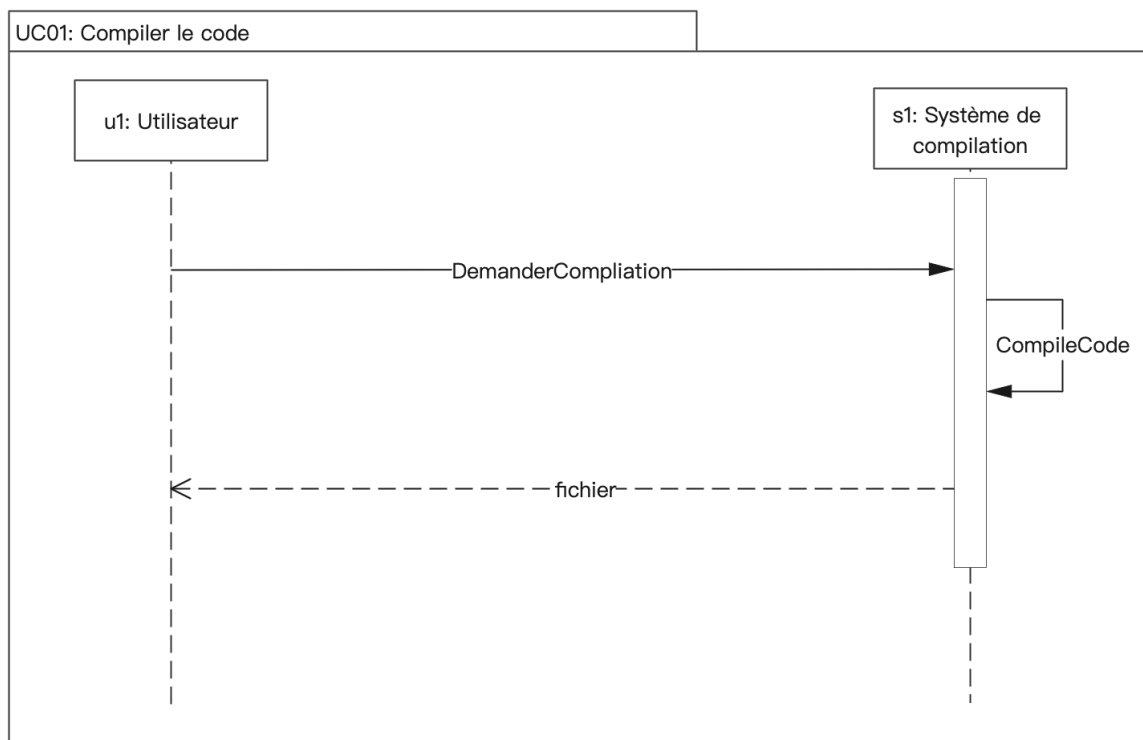 UC01: Compiler le code
u1: Utilisateur
s1: Système de
compilation
DemanderCompliation
CompileCode
fichier